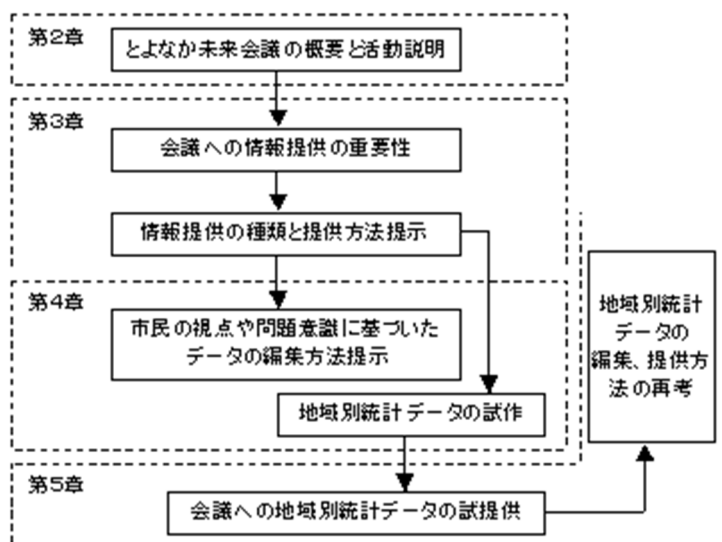 第2章
とよなか未来会議の概要と活動説明
第3章
会議への情報提供の重要性
情報提供の種類と提供方法提示
第4章
市民の視点や問題意識に基づいた
データの編集方法提示
地域別統計データの試作
地域別統計
データの
編集、提供方
法の再考
第5章
会議への地域別統計データの試提供